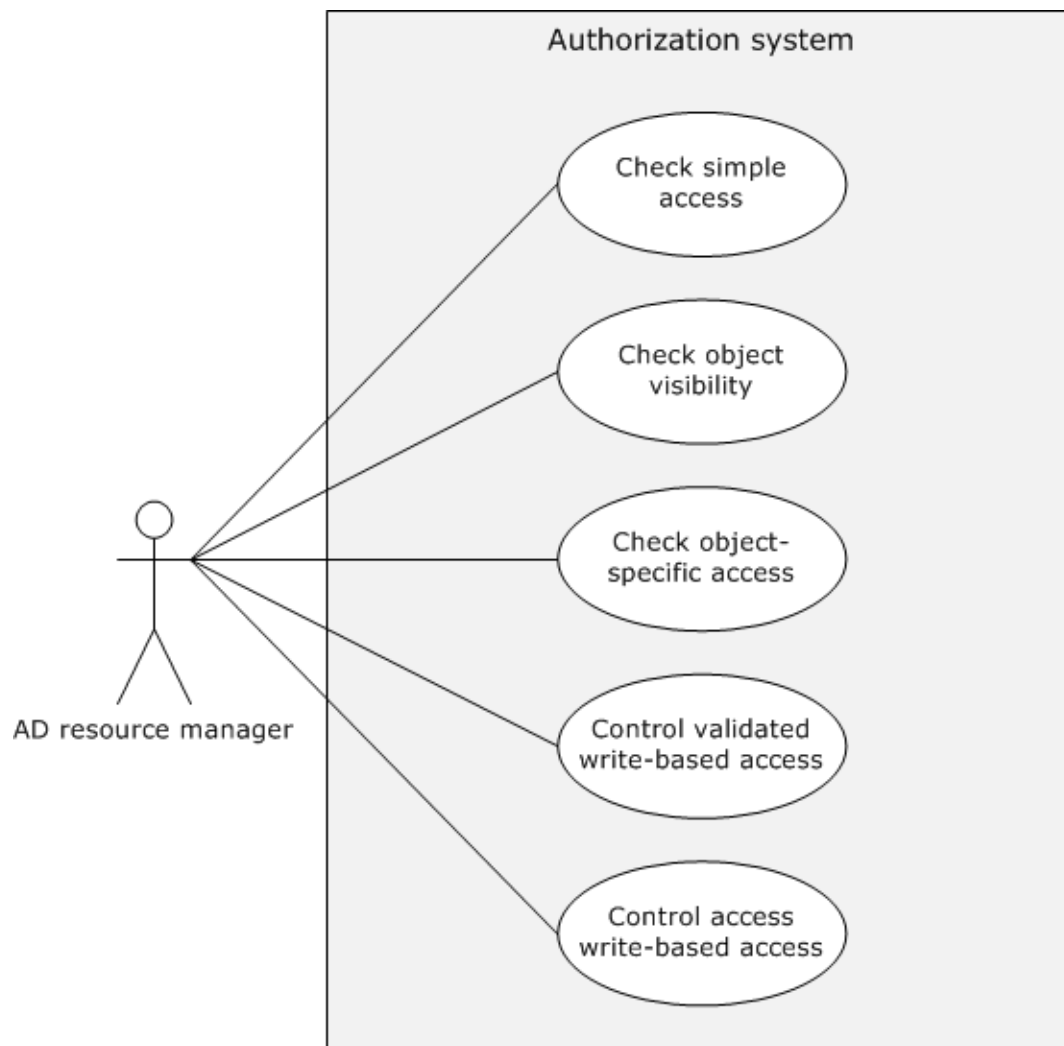 Authorization system
Check simple
access
Check object
visibility
Check object-
specific access
Control validated
write-based access
AD resource manager
Control access
write-based access